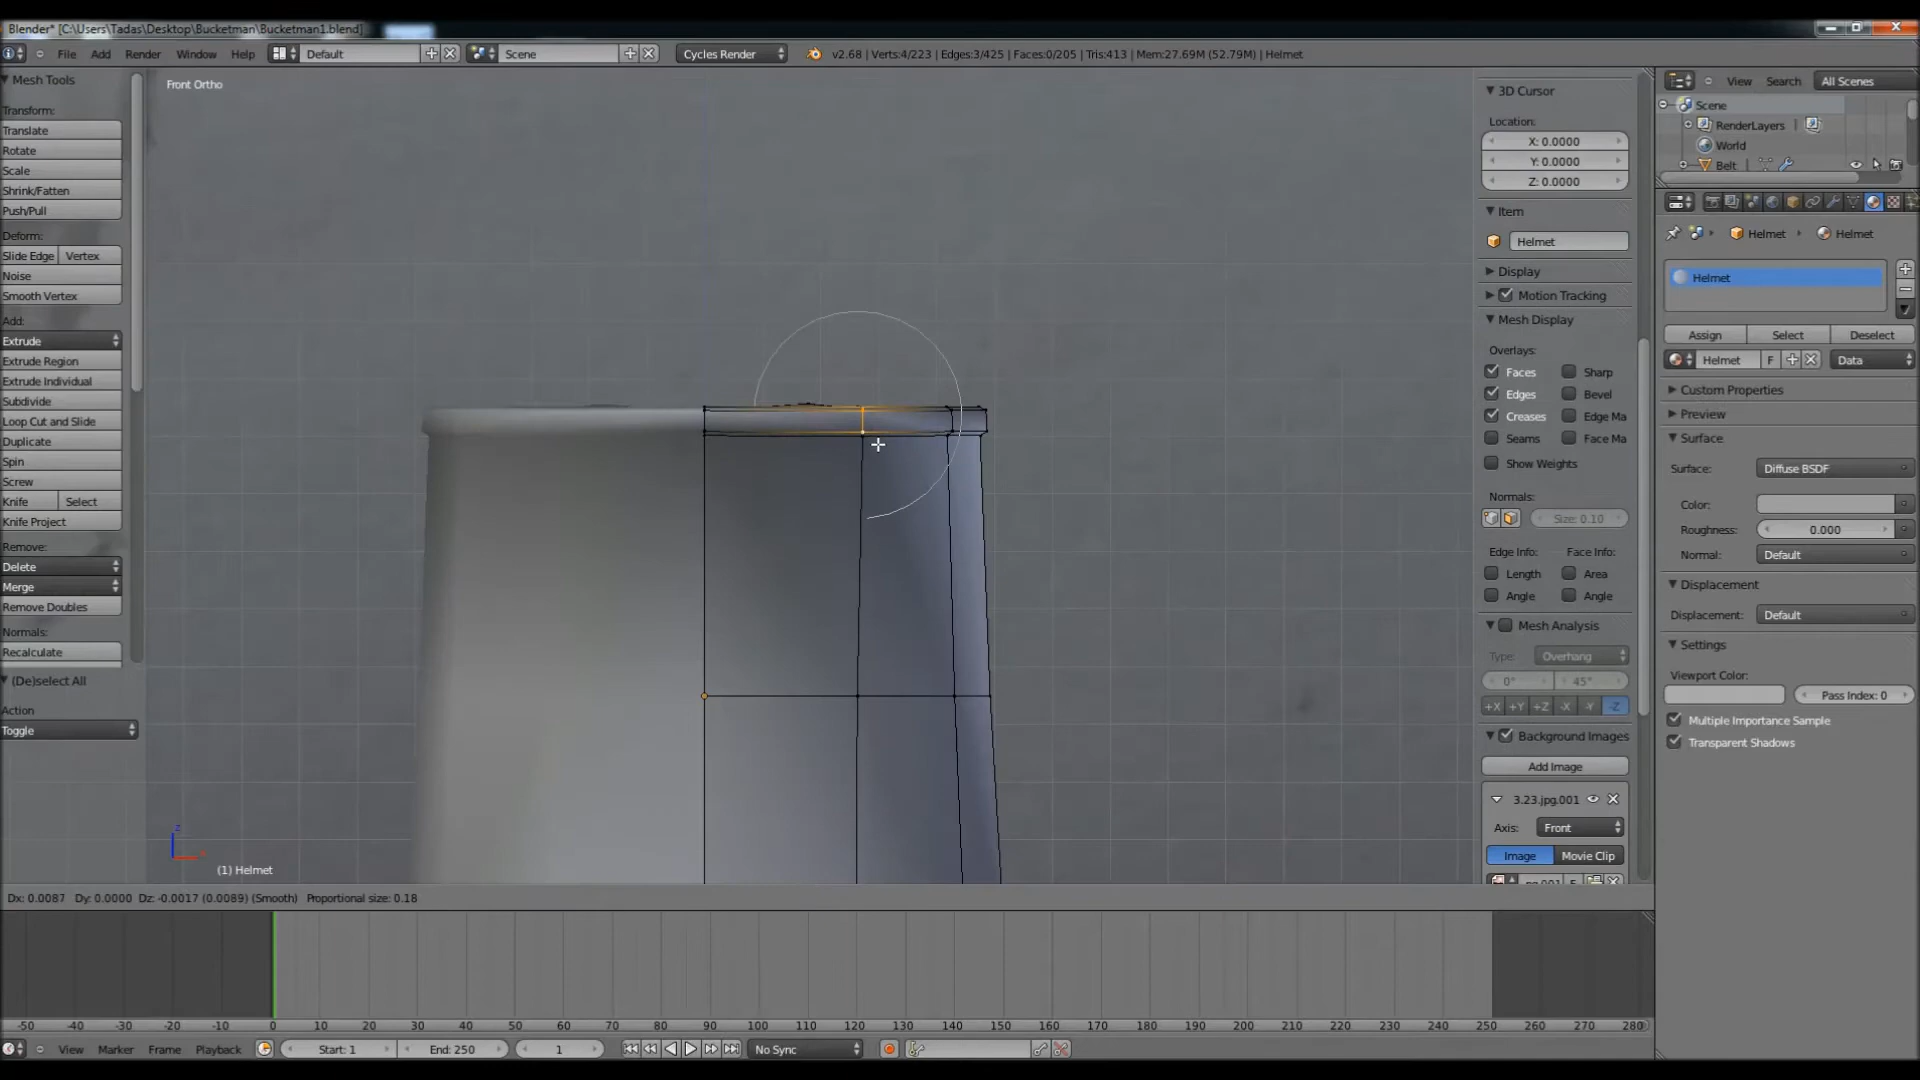 Blender* [C:\Users\Tadas\Desktop\Bucketman\Bucketman1.blend]
File Add Render Window Help Default Scene Cycles Render v2.68 | Verts:4/223 | Edges:3/425 | Faces:0/205 | Tris:413 | Mem:27.69M (52.79M) | Helmet
Mesh Tools
Transform:
Translate
Rotate
Scale
Shrink/Fatten
Push/Pull
Deform:
Slide Edge Vertex
Noise
Smooth Vertex
Add:
Extrude
Extrude Region
Extrude Individual
Subdivide
Loop Cut and Slide
Duplicate
Spin
Screw
Knife Select
Knife Project
Remove:
Delete
Merge
Remove Doubles
Normals:
Recalculate
(De)select All
Action
Toggle
Front Ortho
z
(1) Helmet
Dx: 0.0087 Dy: 0.0000 Dz: -0.0017 (0.0089) (Smooth) Proportional size: 0.18
3D Cursor
Location:
X: 0.0000
Y: 0.0000
Z: 0.0000
Item
Helmet
Display
Motion Tracking
Mesh Display
Overlays:
Faces Sharp
Edges Bevel
Creases Edge Ma
Seams Face Ma
Show Weights
Normals:
Size: 0.10
Edge Info: Face Info:
Length Area
Angle Angle
Mesh Analysis
Type: Overhang
0° 45°
+X +Y +Z -X -Y -Z
Background Images
Add Image
3.23.jpg.001
Axis: Front
Image Movie Clip
View Search All Scenes
Scene
RenderLayers
World
Belt
Helmet Helmet
Helmet
Assign Select Deselect
Helmet F Data
Custom Properties
Preview
Surface
Surface: Diffuse BSDF
Color:
Roughness: 0.000
Normal: Default
Displacement
Displacement: Default
Settings
Viewport Color:
Pass Index: 0
Multiple Importance Sample
Transparent Shadows
-50 -40 -30 -20 -10 0 10 20 30 40 50 60 70 80 90 100 110 120 130 140 150 160 170 180 190 200 210 220 230 240 250 260 270 280
View Marker Frame Playback Start: 1 End: 250 1 No Sync